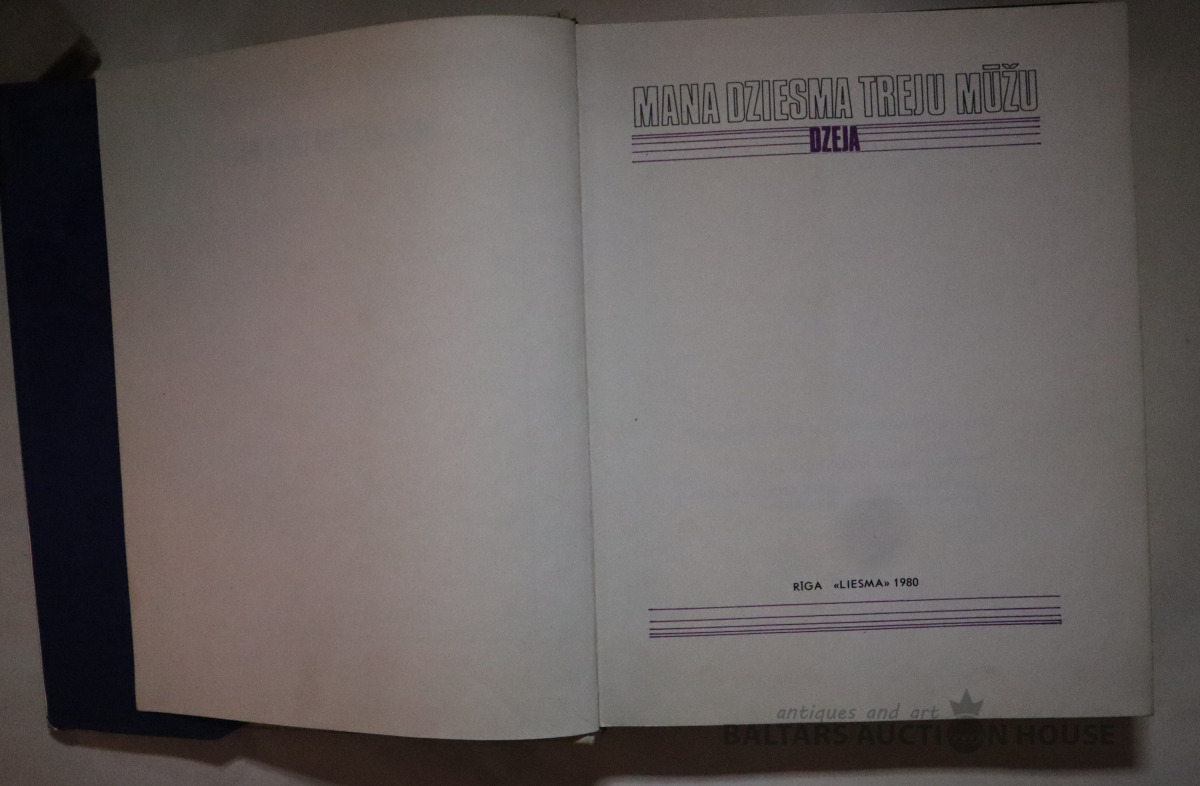 MANA DZIESMA TREJU MŪŽU
DZEJA
RĪGA «LIESMA» 1980
antiques and art
BALTARS AUCTION HOUSE